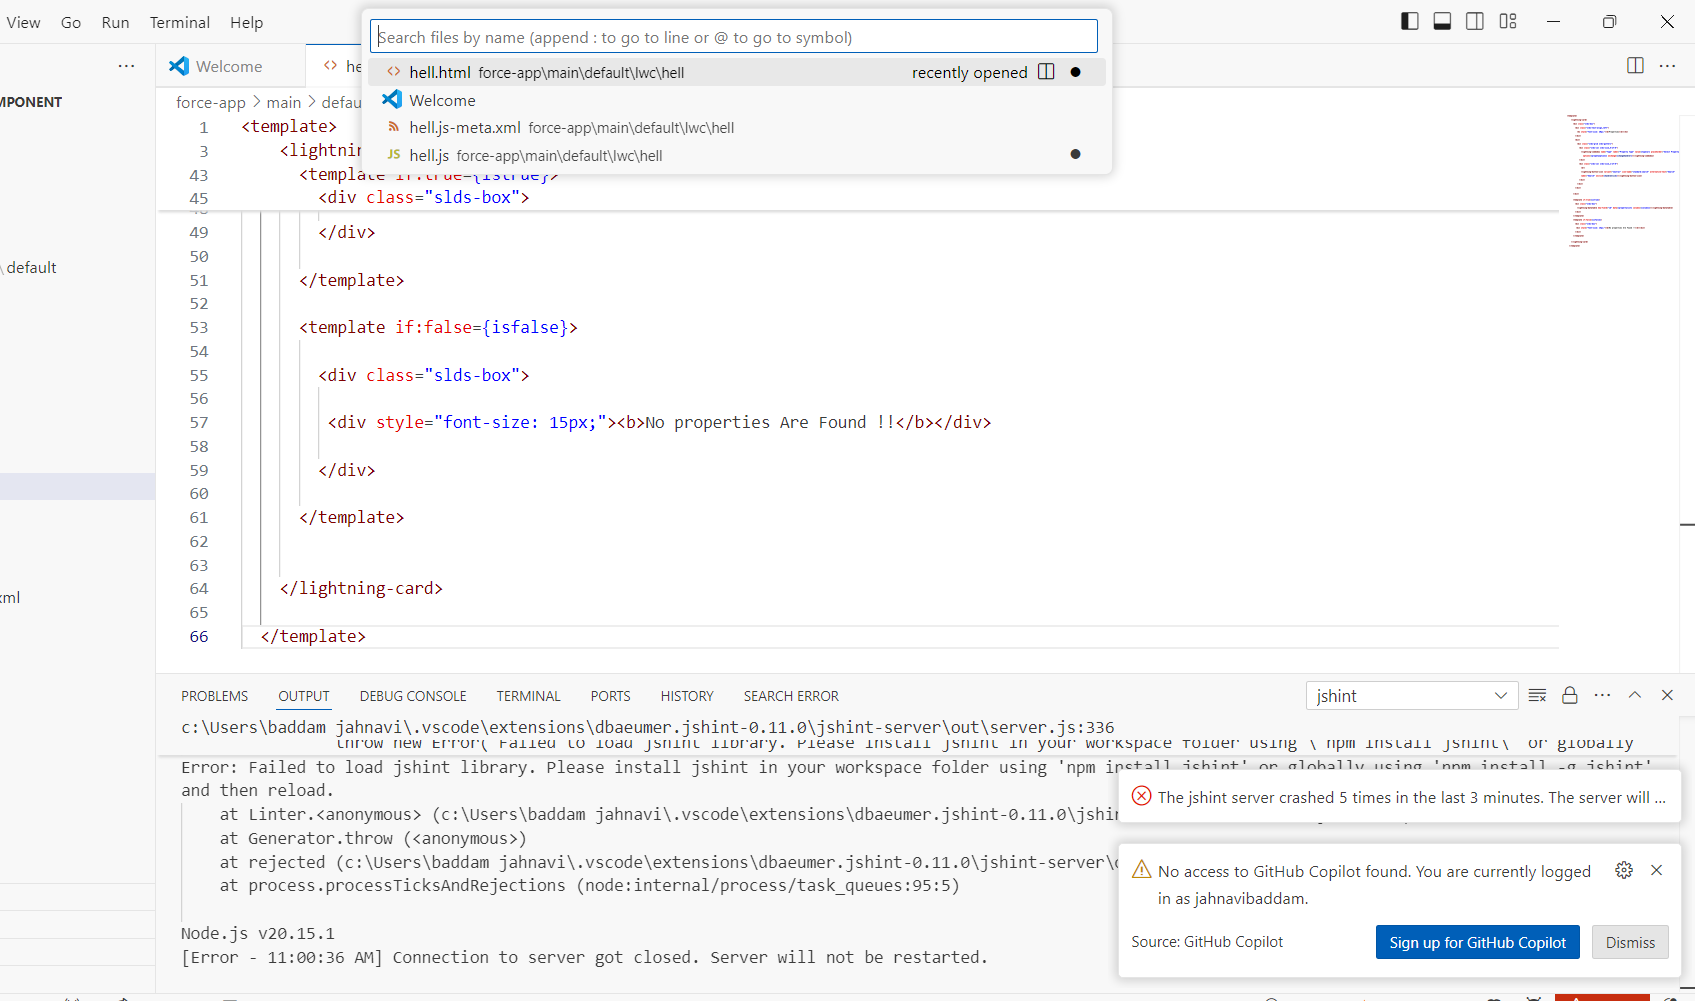 View Go Run Terminal Help
Search files by name (append : to go to line or @ to go to symbol)
hell.html force-app\main\default\lwc\hell recently opened
Welcome
hell.js-meta.xml force-app\main\default\lwc\hell
JS hell.js force-app\main\default\lwc\hell
Welcome
he
MPONENT
force-app > main > defau
\ default
xml
1 <template>
3 <lightnin
43 <template if:true={istrue}>
45 <div class="slds-box">
49 </div>
50
51 </template>
52
53 <template if:false={isfalse}>
54
55 <div class="slds-box">
56
57 <div style="font-size: 15px;"><b>No properties Are Found !!</b></div>
58
59 </div>
60
61 </template>
62
63
64 </lightning-card>
65
66 </template>
PROBLEMS OUTPUT DEBUG CONSOLE TERMINAL PORTS HISTORY SEARCH ERROR
jshint
c:\Users\baddam jahnavi\.vscode\extensions\dbaeumer.jshint-0.11.0\jshint-server\out\server.js:336
throw new Error(`Failed to load jshint library. Please install jshint in your workspace folder using \'npm install jshint\' or globally
Error: Failed to load jshint library. Please install jshint in your workspace folder using 'npm install jshint' or globally using 'npm install -g jshint'
and then reload.
at Linter.<anonymous> (c:\Users\baddam jahnavi\.vscode\extensions\dbaeumer.jshint-0.11.0\jshin
at Generator.throw (<anonymous>)
at rejected (c:\Users\baddam jahnavi\.vscode\extensions\dbaeumer.jshint-0.11.0\jshint-server\o
at process.processTicksAndRejections (node:internal/process/task_queues:95:5)
Node.js v20.15.1
[Error - 11:00:36 AM] Connection to server got closed. Server will not be restarted.
The jshint server crashed 5 times in the last 3 minutes. The server will ...
No access to GitHub Copilot found. You are currently logged
in as jahnavibaddam.
Source: GitHub Copilot
Sign up for GitHub Copilot
Dismiss